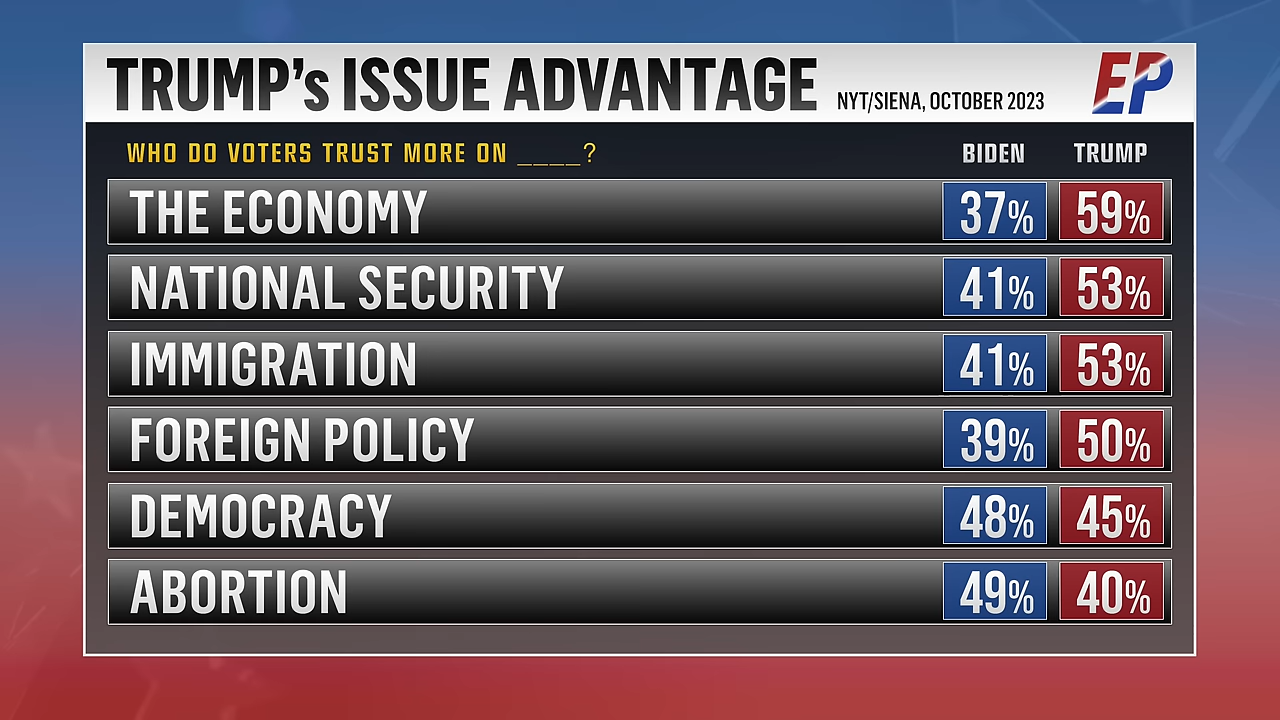 TRUMP's ISSUE ADVANTAGE NYT/SIENA, OCTOBER 2023 EP
WHO DO VOTERS TRUST MORE ON ____? BIDEN TRUMP
THE ECONOMY 37% 59%
NATIONAL SECURITY 41% 53%
IMMIGRATION 41% 53%
FOREIGN POLICY 39% 50%
DEMOCRACY 48% 45%
ABORTION 49% 40%